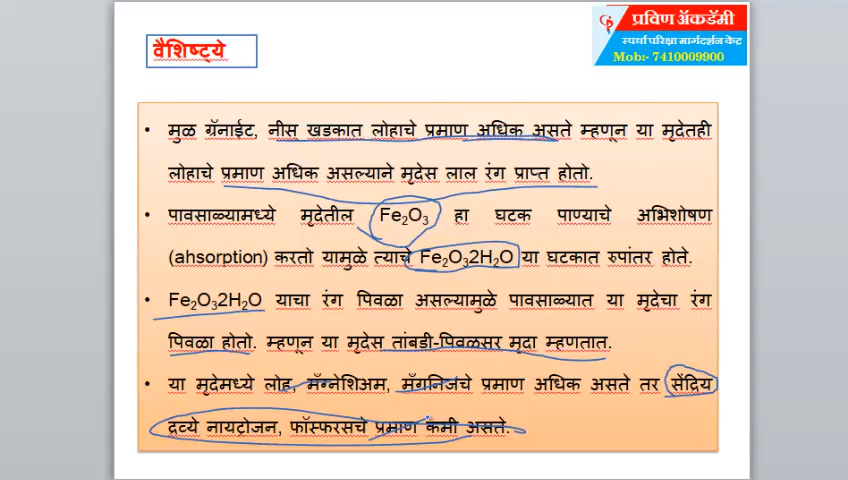 वैशिष्ट्ये
प्रविण ॲकडॅमी
स्पर्धा परिक्षा मार्गदर्शन केंद्र
Mob:- 7410009900
• मुळ ग्रॅनाईट, नीस खडकात लोहाचे प्रमाण अधिक असते म्हणून या मृदेतही
लोहाचे प्रमाण अधिक असल्याने मृदेस लाल रंग प्राप्त होतो.
• पावसाळ्यामध्ये मृदेतील Fe₂O₃ हा घटक पाण्याचे अभिशोषण
(ahsorption) करतो यामुळे त्याचे Fe₂O₃2H₂O या घटकात रुपांतर होते.
• Fe₂O₃2H₂O याचा रंग पिवळा असल्यामुळे पावसाळ्यात या मृदेचा रंग
पिवळा होतो. म्हणून या मृदेस तांबडी-पिवळसर मृदा म्हणतात.
• या मृदेमध्ये लोह, मॅग्नेशिअम, मॅगनिजचे प्रमाण अधिक असते तर सेंद्रिय
द्रव्ये नायट्रोजन, फॉस्फरसचे प्रमाण कमी असते.